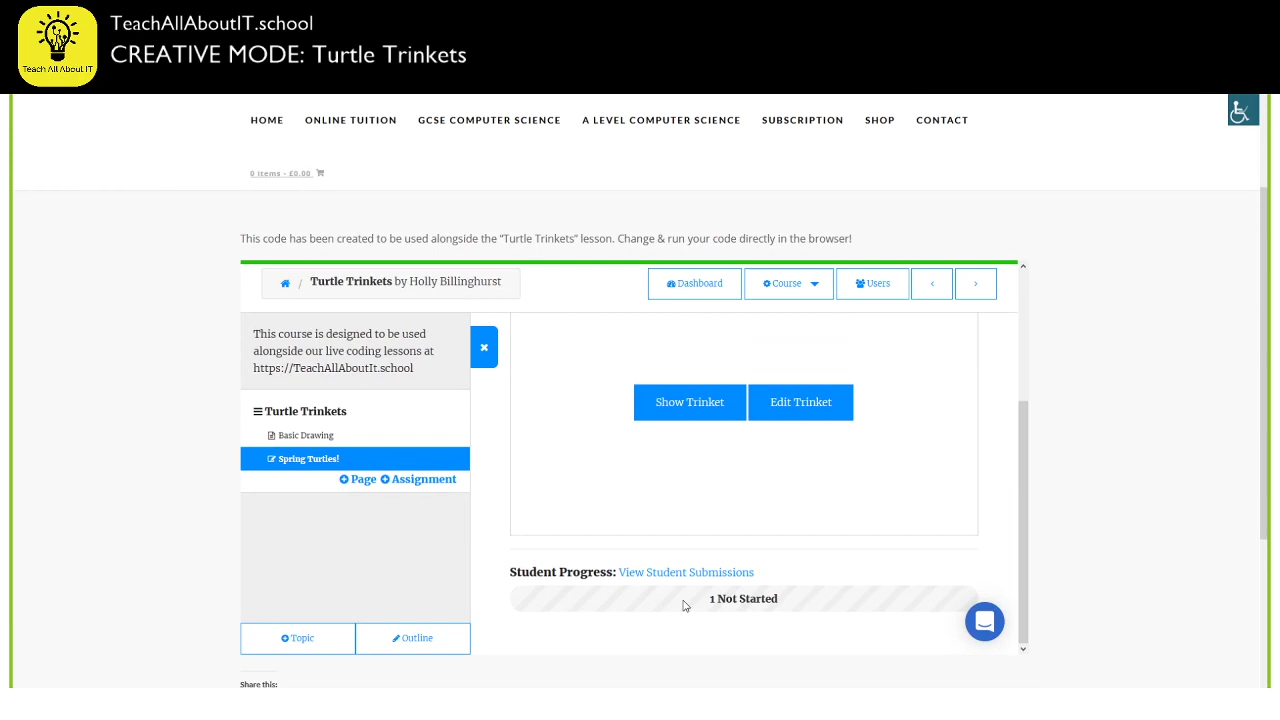 Teach All About IT
TeachAllAboutIT.school
CREATIVE MODE: Turtle Trinkets
HOME ONLINE TUITION GCSE COMPUTER SCIENCE A LEVEL COMPUTER SCIENCE SUBSCRIPTION SHOP CONTACT
0 items - £0.00
This code has been created to be used alongside the “Turtle Trinkets” lesson. Change & run your code directly in the browser!
/ Turtle Trinkets by Holly Billinghurst
Dashboard Course Users < >
This course is designed to be used
alongside our live coding lessons at
https://TeachAllAboutIt.school
Turtle Trinkets
Basic Drawing
Spring Turtles!
Page Assignment
Topic Outline
Show Trinket Edit Trinket
Student Progress: View Student Submissions
1 Not Started
Share this: